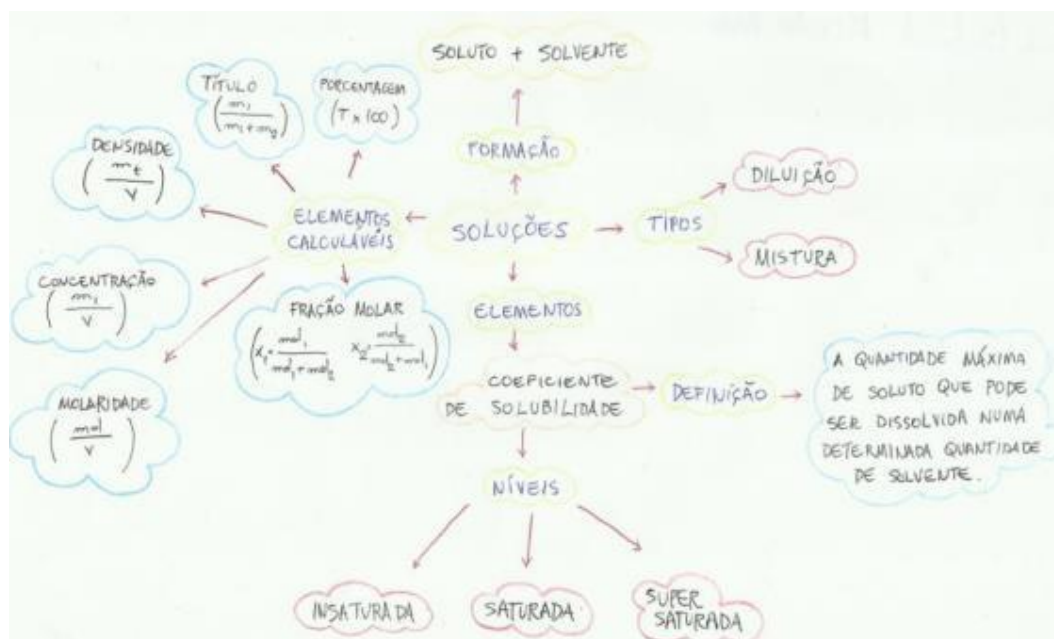 SOLUTO + SOLVENTE
FORMAÇÃO
SOLUÇÕES
TIPOS
DILUIÇÃO
MISTURA
ELEMENTOS
CALCULÁVEIS
PORCENTAGEM
(T x 100)
TÍTULO
(m₁ / m₁ + m₂)
DENSIDADE
(mt / V)
CONCENTRAÇÃO
(m₁ / V)
MOLARIDADE
(mol / V)
FRAÇÃO MOLAR
(X₁ = mol₁ / mol₁ + mol₂ X₂ = mol₂ / mol₂ + mol₁)
ELEMENTOS
COEFICIENTE
DE SOLUBILIDADE
DEFINIÇÃO
A QUANTIDADE MÁXIMA
DE SOLUTO QUE PODE
SER DISSOLVIDA NUMA
DETERMINADA QUANTIDADE
DE SOLVENTE.
NÍVEIS
INSATURADA
SATURADA
SUPER
SATURADA